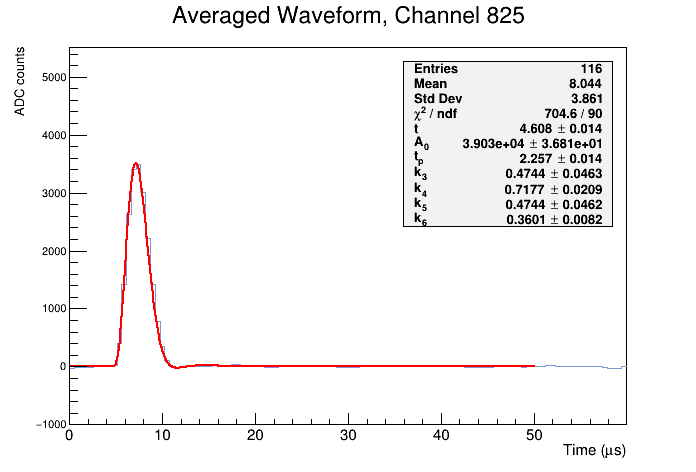 Averaged Waveform, Channel 825
ADC counts
5000
4000
3000
2000
1000
0
−1000
0 10 20 30 40 50
Time (μs)
Entries 116
Mean 8.044
Std Dev 3.861
χ² / ndf 704.6 / 90
t 4.608 ± 0.014
A₀ 3.903e+04 ± 3.681e+01
tₚ 2.257 ± 0.014
k₃ 0.4744 ± 0.0463
k₄ 0.7177 ± 0.0209
k₅ 0.4744 ± 0.0462
k₆ 0.3601 ± 0.0082